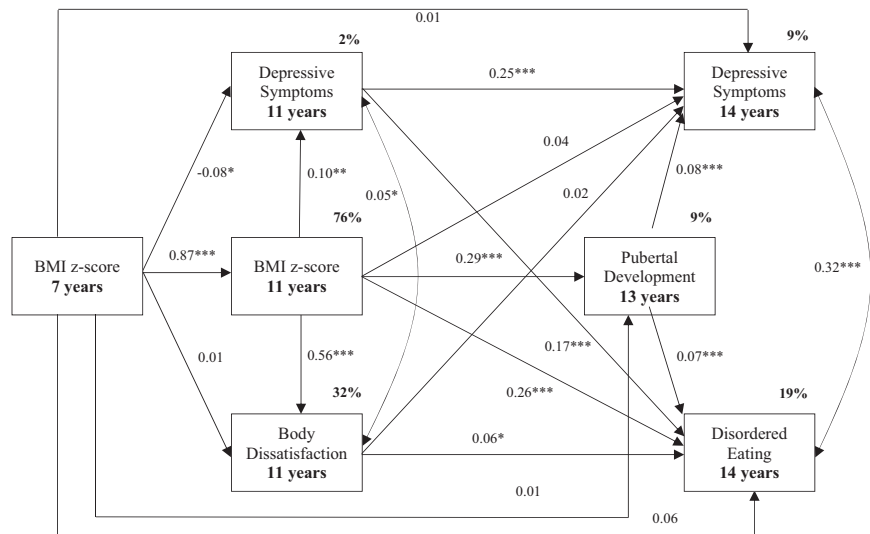 0.01
2%
9%
Depressive
Symptoms
11 years
0.25***
Depressive
Symptoms
14 years
0.04
-0.08*
0.10**
0.05*
0.02
0.08***
76%
9%
BMI z-score
7 years
0.87***
BMI z-score
11 years
0.29***
Pubertal
Development
13 years
0.32***
0.01
0.56***
0.17***
0.07***
0.26***
32%
19%
Body
Dissatisfaction
11 years
0.06*
Disordered
Eating
14 years
0.01
0.06